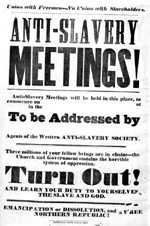 Union with Freemen—No Union with Slaveholders.
ANTI-SLAVERY
MEETINGS!
Anti-Slavery Meetings will be held in this place, to
commence on
in the
To be Addressed by
Agents of the Western ANTI-SLAVERY SOCIETY.
Three millions of your fellow beings are in chains—the
Church and Government sustains the horrible
system of oppression.
Turn Out!
AND LEARN YOUR DUTY TO YOURSELVES,
THE SLAVE AND GOD.
EMANCIPATION or DISSOLUTION, and a FREE
NORTHERN REPUBLIC!